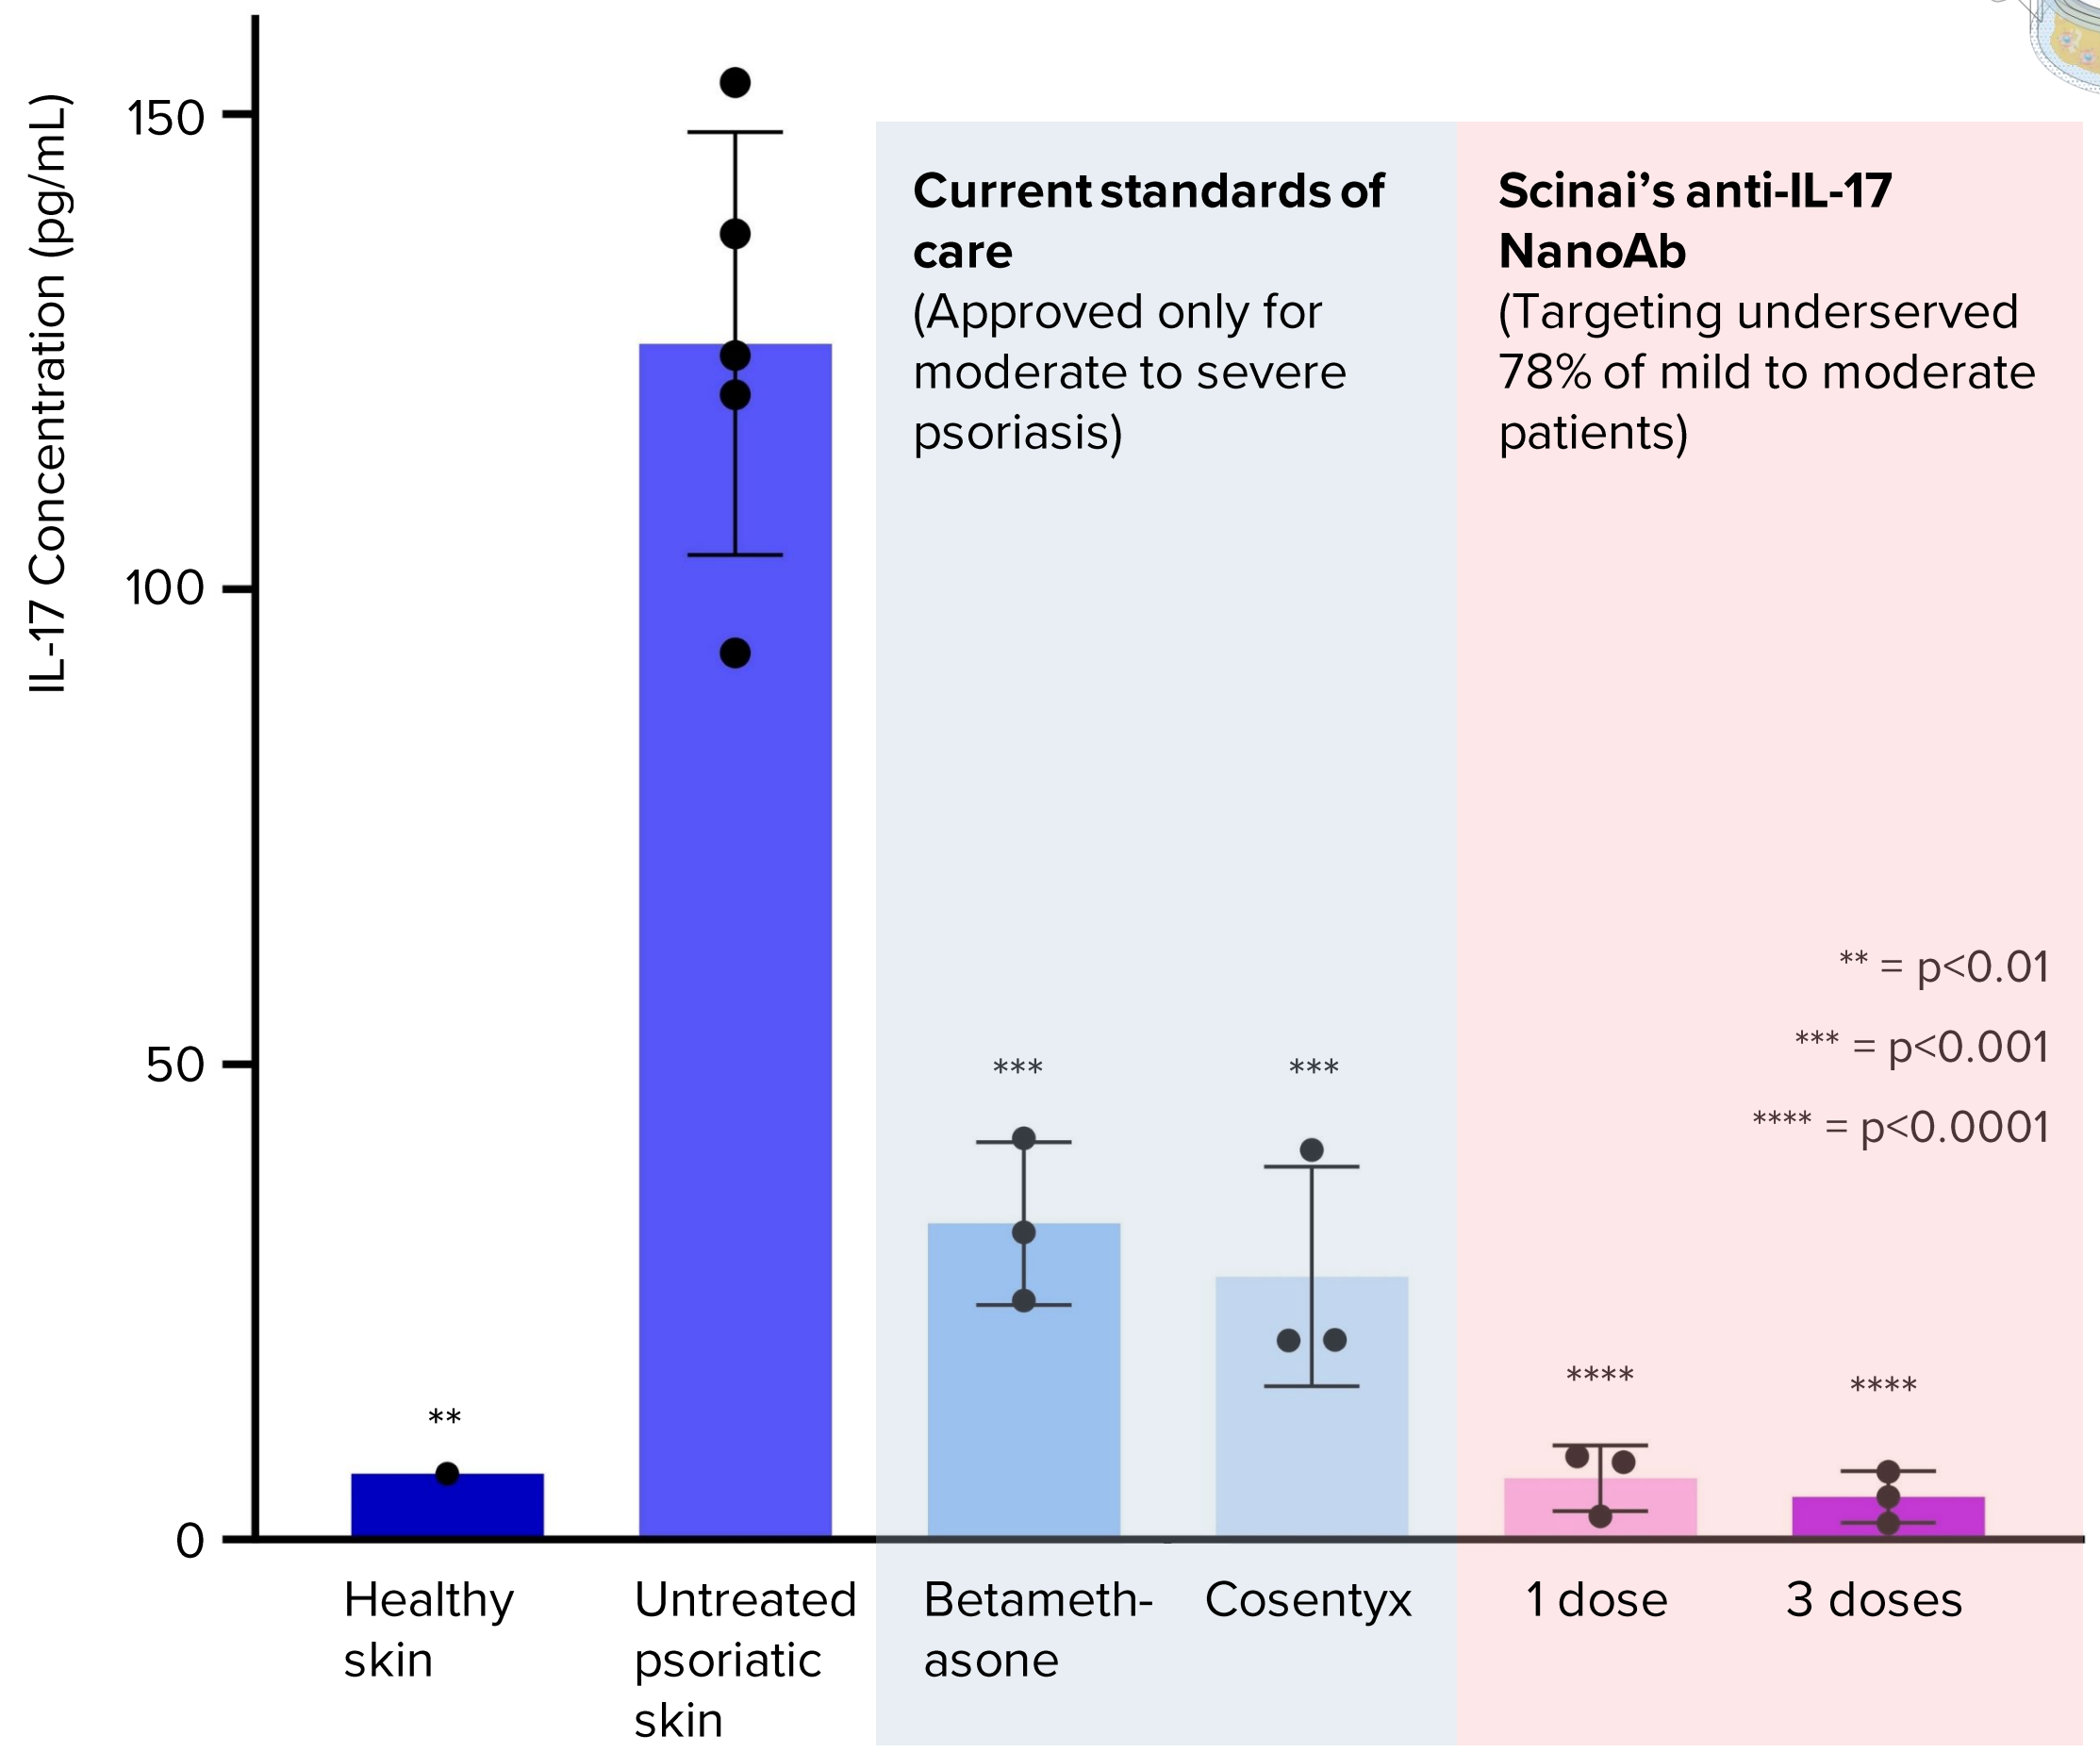 IL-17 Concentration (pg/mL)
150
100
50
0
Current standards of
care
(Approved only for
moderate to severe
psoriasis)
Scinai’s anti-IL-17
NanoAb
(Targeting underserved
78% of mild to moderate
patients)
** = p<0.01
*** = p<0.001
**** = p<0.0001
***
***
**
****
****
Healthy
skin
Untreated
psoriatic
skin
Betameth-
asone
Cosentyx
1 dose
3 doses